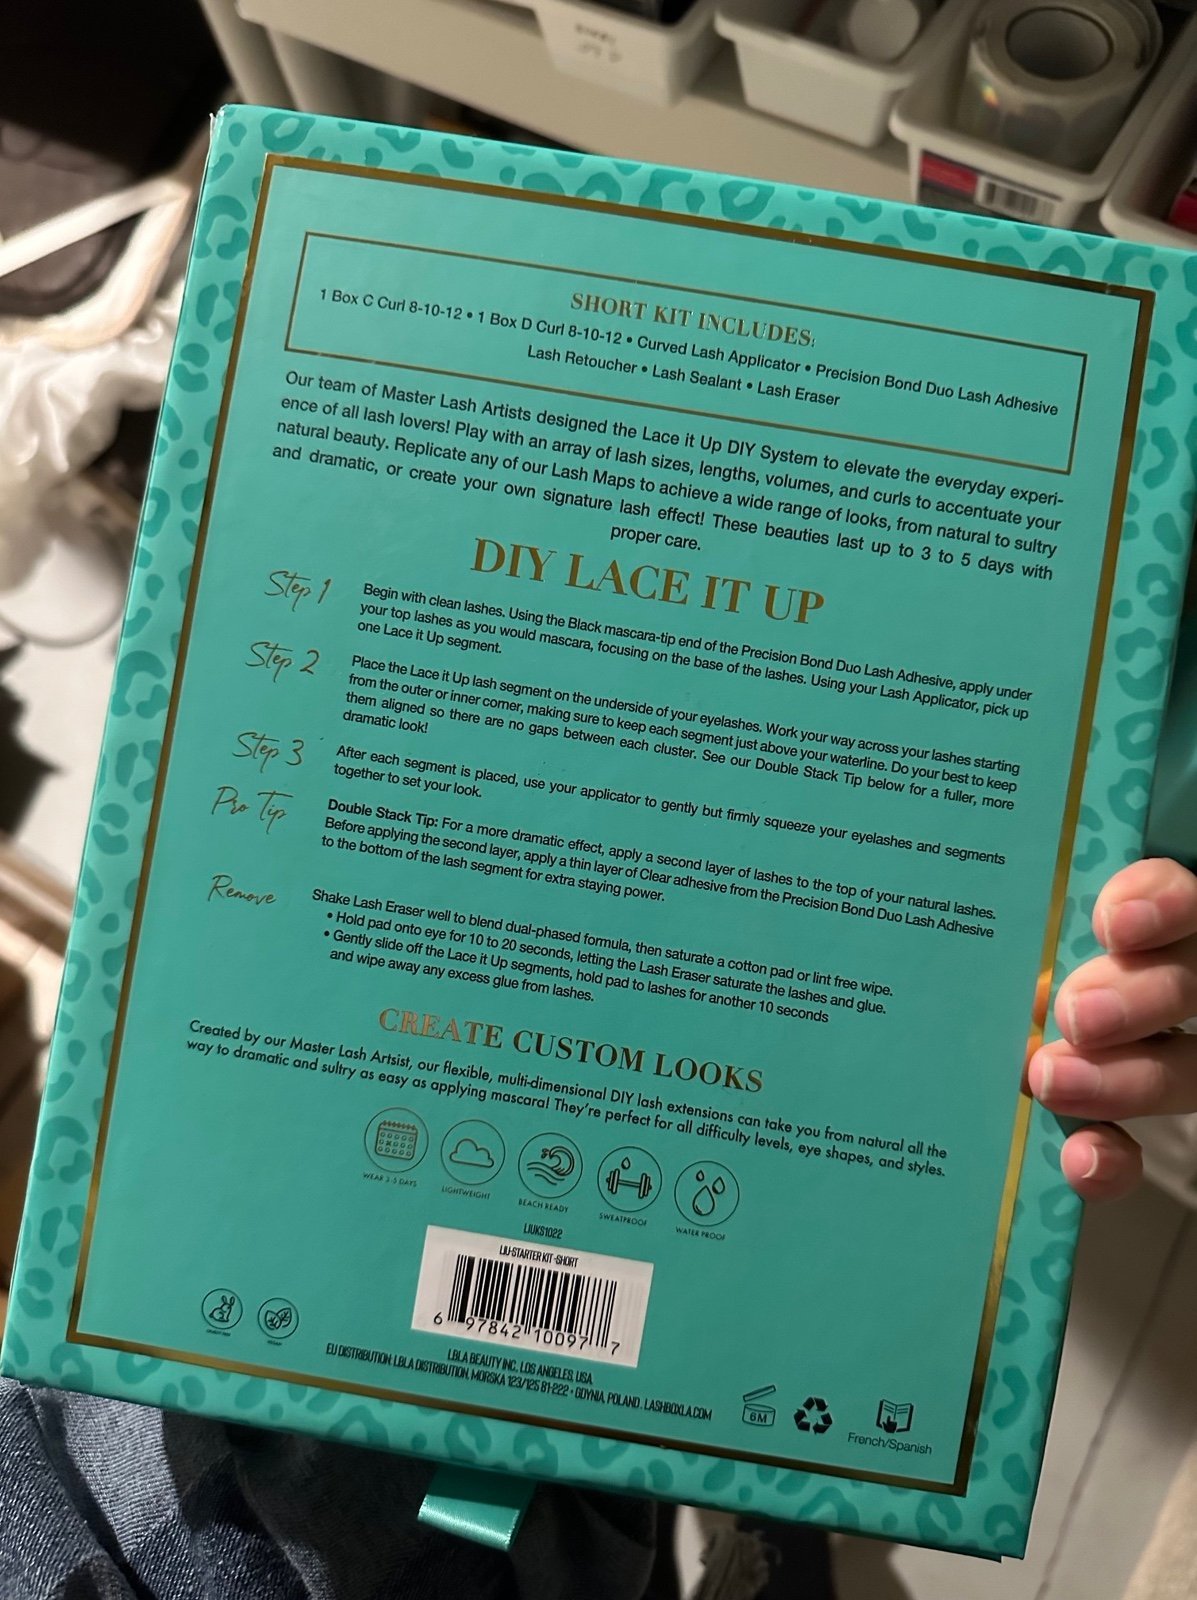 SHORT KIT INCLUDES:
1 Box C Curl 8-10-12 • 1 Box D Curl 8-10-12 • Curved Lash Applicator • Precision Bond Duo Lash Adhesive
Lash Retoucher • Lash Sealant • Lash Eraser
Our team of Master Lash Artists designed the Lace it Up DIY System to elevate the everyday experi-
ence of all lash lovers! Play with an array of lash sizes, lengths, volumes, and curls to accentuate your
natural beauty. Replicate any of our Lash Maps to achieve a wide range of looks, from natural to sultry
and dramatic, or create your own signature lash effect! These beauties last up to 3 to 5 days with
proper care.
DIY LACE IT UP
Step 1
Begin with clean lashes. Using the Black mascara-tip end of the Precision Bond Duo Lash Adhesive, apply under
your top lashes as you would mascara, focusing on the base of the lashes. Using your Lash Applicator, pick up
one Lace it Up segment.
Step 2
Place the Lace it Up lash segment on the underside of your eyelashes. Work your way across your lashes starting
from the outer or inner corner, making sure to keep each segment just above your waterline. Do your best to keep
them aligned so there are no gaps between each cluster. See our Double Stack Tip below for a fuller, more
dramatic look!
Step 3
After each segment is placed, use your applicator to gently but firmly squeeze your eyelashes and segments
together to set your look.
Pro Tip
Double Stack Tip: For a more dramatic effect, apply a second layer of lashes to the top of your natural lashes.
Before applying the second layer, apply a thin layer of Clear adhesive from the Precision Bond Duo Lash Adhesive
to the bottom of the lash segment for extra staying power.
Remove
Shake Lash Eraser well to blend dual-phased formula, then saturate a cotton pad or lint free wipe.
• Hold pad onto eye for 10 to 20 seconds, letting the Lash Eraser saturate the lashes and glue.
• Gently slide off the Lace it Up segments, hold pad to lashes for another 10 seconds
and wipe away any excess glue from lashes.
CREATE CUSTOM LOOKS
Created by our Master Lash Artsist, our flexible, multi-dimensional DIY lash extensions can take you from natural all the
way to dramatic and sultry as easy as applying mascara! They're perfect for all difficulty levels, eye shapes, and styles.
WEAR 3-5 DAYS
LIGHTWEIGHT
BEACH READY
SWEATPROOF
WATER PROOF
LIUKS1022
LIU-STARTER KIT -SHORT
6 97842 10097 7
LBLA BEAUTY INC. LOS ANGELES, USA
EU DISTRIBUTION: LBLA DISTRIBUTION, MORSKA 123/125 81-222 • GDYNIA, POLAND. LASHBOXLA.COM
CRUELTY FREE
VEGAN
6M
French/Spanish